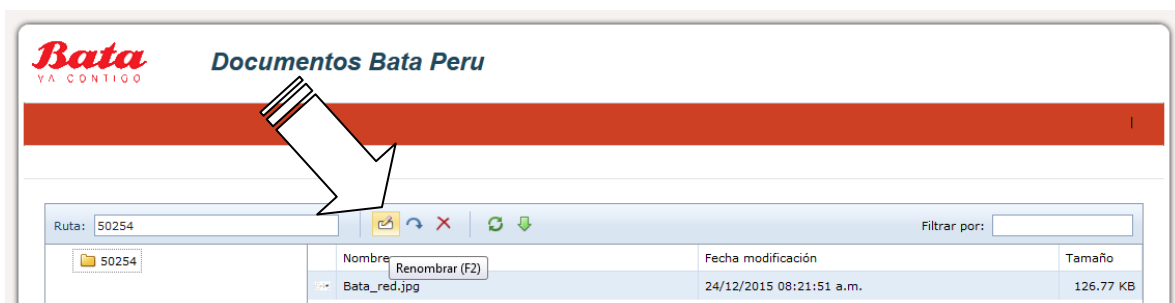 Bata
YA CONTIGO
Documentos Bata Peru
Ruta: 50254
Filtrar por:
50254
Nombre Fecha modificación Tamaño
Renombrar (F2)
Bata_red.jpg 24/12/2015 08:21:51 a.m. 126.77 KB